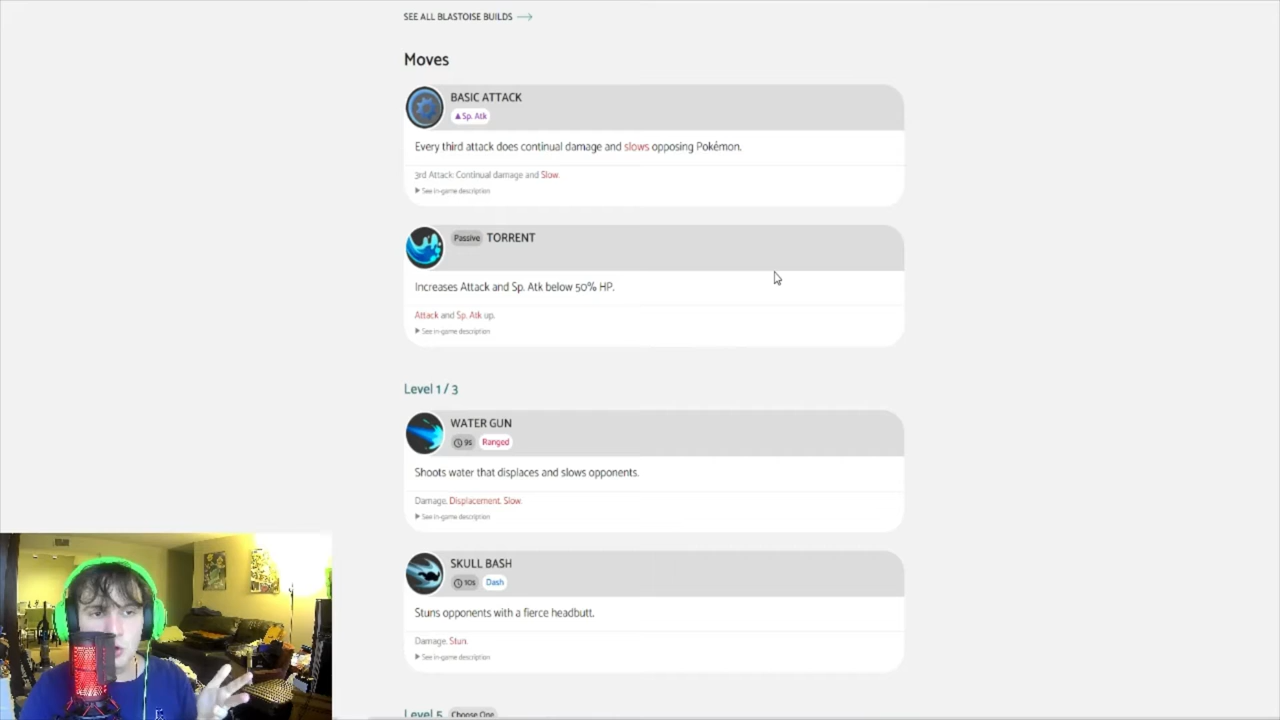 SEE ALL BLASTOISE BUILDS
Moves
BASIC ATTACK
Sp. Atk
Every third attack does continual damage and slows opposing Pokémon.
3rd Attack: Continual damage and Slow.
See in-game description
Passive TORRENT
Increases Attack and Sp. Atk below 50% HP.
Attack and Sp. Atk up.
See in-game description
Level 1 / 3
WATER GUN
9s Ranged
Shoots water that displaces and slows opponents.
Damage. Displacement. Slow.
See in-game description
SKULL BASH
10s Dash
Stuns opponents with a fierce headbutt.
Damage. Stun.
See in-game description
Level 5 Choose One